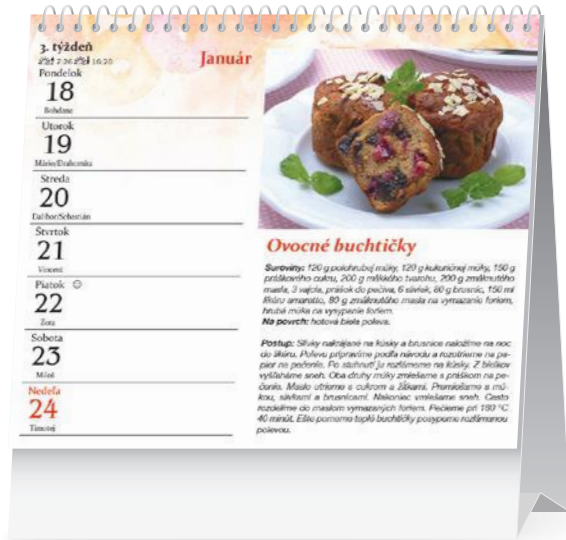 3. týždeň
7:26 16:20
Január
Pondelok
18
Bohdana
Utorok
19
Mário/Drahomíra
Streda
20
Dalibor/Sebastián
Štvrtok
21
Vincent
Piatok
22
Zora
Sobota
23
Miloš
Nedeľa
24
Timotej
Ovocné buchtičky
Suroviny: 120 g polohrubej múky, 120 g kukuričnej múky, 150 g
práškového cukru, 200 g mäkkého tvarohu, 200 g zmäknutého
masla, 3 vajcia, prášok do pečiva, 6 sliviek, 80 g brusníc, 150 ml
likéru amaretto, 80 g zmäknutého masla na vymazanie foriem,
hrubá múka na vysypanie foriem.
Na povrch: hotová biela poleva.
Postup: Slivky nakrájané na kúsky a brusnice naložíme na noc
do likéru. Polevu pripravíme podľa návodu a rozotrieme na pa-
pier na pečenie. Po stuhnutí ju rozlámeme na kúsky. Z bielkov
vyšľaháme sneh. Oba druhy múky zmiešame s práškom na pe-
čenie. Maslo utrieme s cukrom a žĺtkami. Premiešame s mú-
kou, slivkami a brusnicami. Nakoniec vmiešame sneh. Cesto
rozdelíme do maslom vymazaných foriem. Pečieme pri 180 °C
40 minút. Ešte pomerne teplé buchtičky posypeme rozlámanou
polevou.